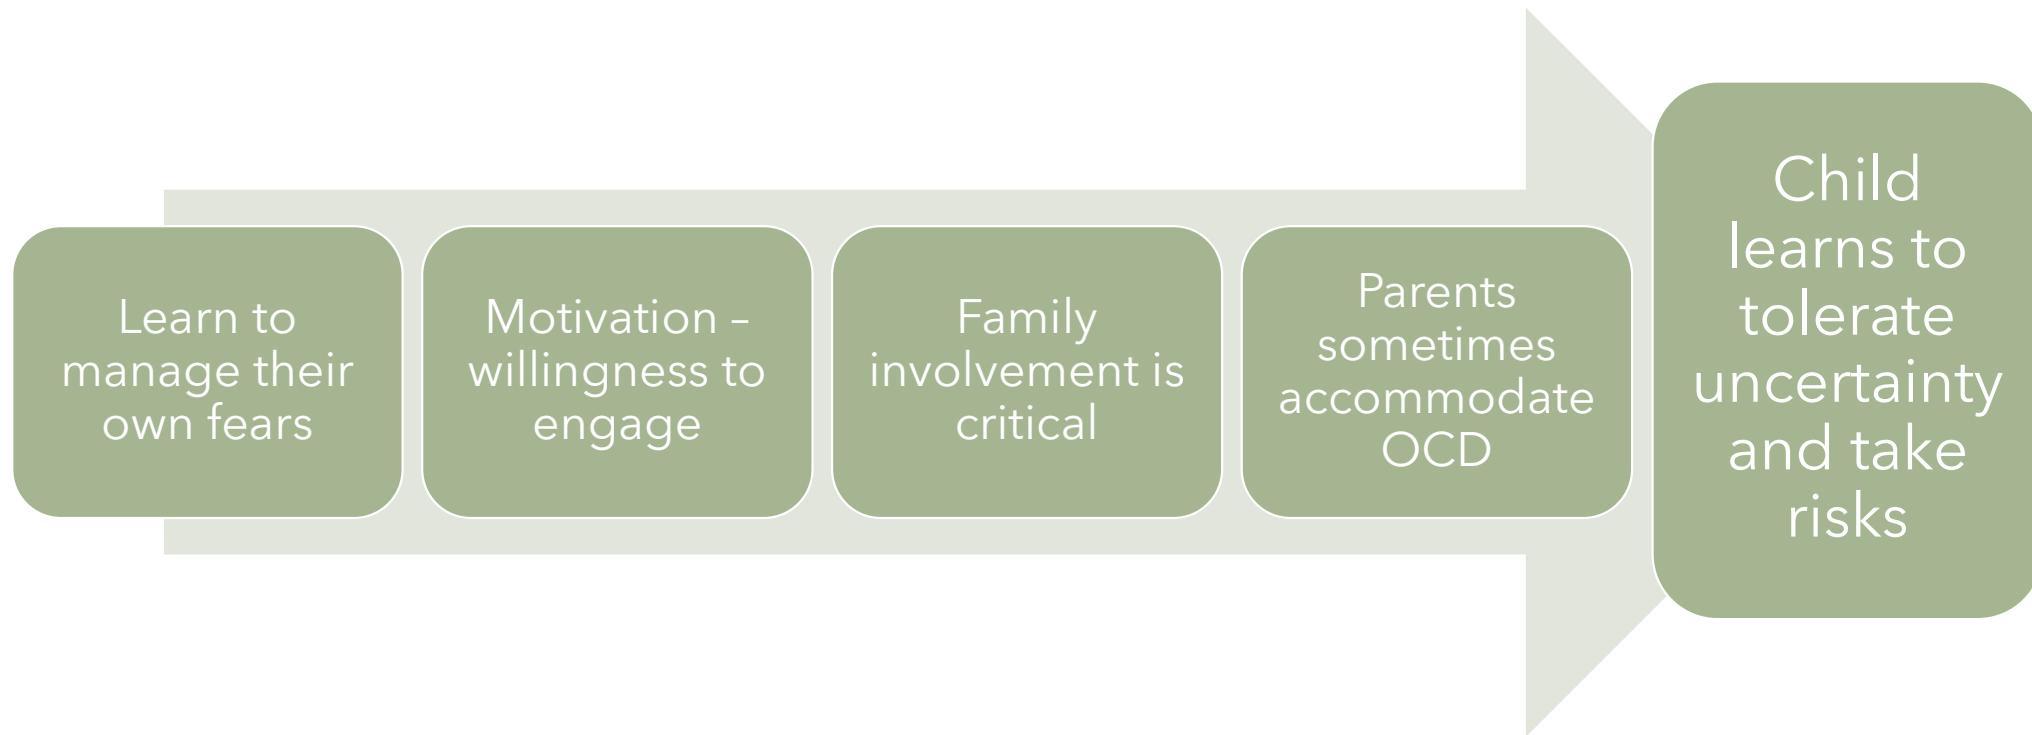 Learn to
manage their
own fears
Motivation –
willingness to
engage
Family
involvement is
critical
Parents
sometimes
accommodate
OCD
Child
learns to
tolerate
uncertainty
and take
risks